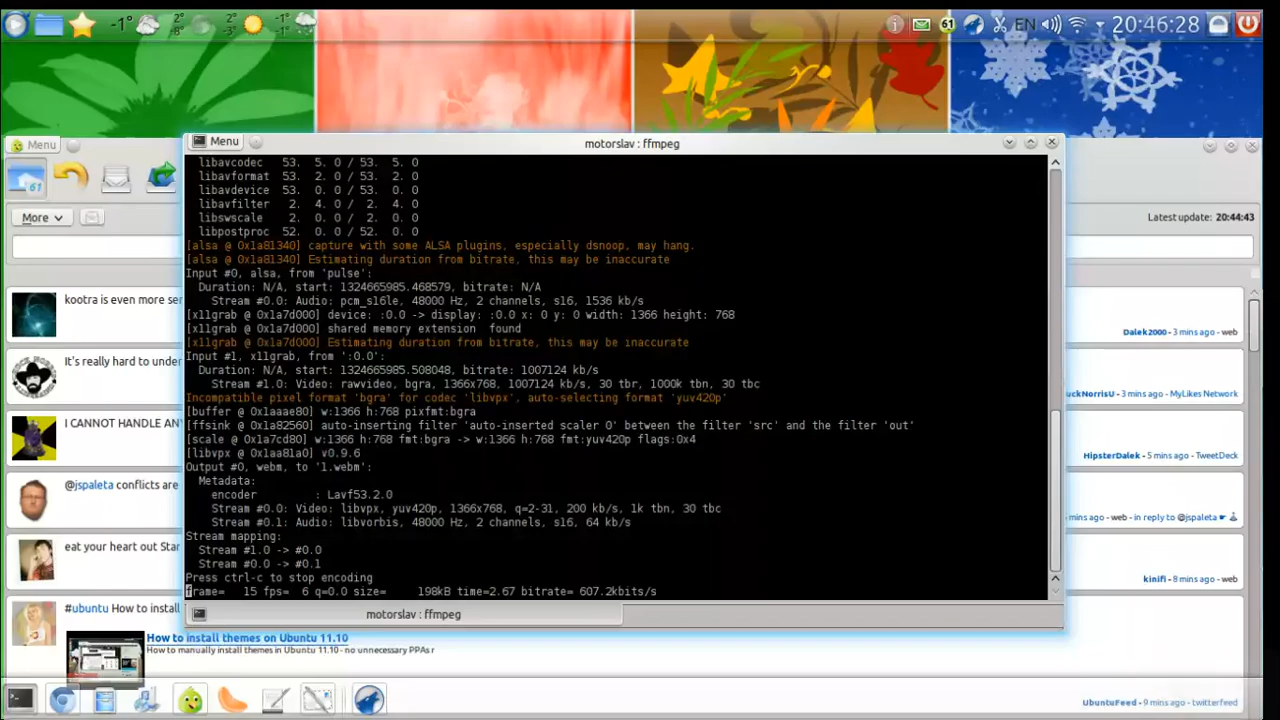 -1° 2° -8° 2° -3° -1° -1° 61 EN 20:46:28
Menu
Menu motorslav : ffmpeg
61
More
Latest update: 20:44:43
libavcodec 53. 5. 0 / 53. 5. 0
libavformat 53. 2. 0 / 53. 2. 0
libavdevice 53. 0. 0 / 53. 0. 0
libavfilter 2. 4. 0 / 2. 4. 0
libswscale 2. 0. 0 / 2. 0. 0
libpostproc 52. 0. 0 / 52. 0. 0
[alsa @ 0x1a81340] capture with some ALSA plugins, especially dsnoop, may hang.
[alsa @ 0x1a81340] Estimating duration from bitrate, this may be inaccurate
Input #0, alsa, from 'pulse':
Duration: N/A, start: 1324665985.468579, bitrate: N/A
Stream #0.0: Audio: pcm_s16le, 48000 Hz, 2 channels, s16, 1536 kb/s
[x11grab @ 0x1a7d000] device: :0.0 -> display: :0.0 x: 0 y: 0 width: 1366 height: 768
[x11grab @ 0x1a7d000] shared memory extension found
[x11grab @ 0x1a7d000] Estimating duration from bitrate, this may be inaccurate
Input #1, x11grab, from ':0.0':
Duration: N/A, start: 1324665985.508048, bitrate: 1007124 kb/s
Stream #1.0: Video: rawvideo, bgra, 1366x768, 1007124 kb/s, 30 tbr, 1000k tbn, 30 tbc
Incompatible pixel format 'bgra' for codec 'libvpx', auto-selecting format 'yuv420p'
[buffer @ 0x1aaae80] w:1366 h:768 pixfmt:bgra
[ffsink @ 0x1a82560] auto-inserting filter 'auto-inserted scaler 0' between the filter 'src' and the filter 'out'
[scale @ 0x1a7cd80] w:1366 h:768 fmt:bgra -> w:1366 h:768 fmt:yuv420p flags:0x4
[libvpx @ 0x1aa81a0] v0.9.6
Output #0, webm, to '1.webm':
Metadata:
encoder : Lavf53.2.0
Stream #0.0: Video: libvpx, yuv420p, 1366x768, q=2-31, 200 kb/s, 1k tbn, 30 tbc
Stream #0.1: Audio: libvorbis, 48000 Hz, 2 channels, s16, 64 kb/s
Stream mapping:
Stream #1.0 -> #0.0
Stream #0.0 -> #0.1
Press ctrl-c to stop encoding
frame= 15 fps= 6 q=0.0 size= 198kB time=2.67 bitrate= 607.2kbits/s
motorslav : ffmpeg
kootra is even more ser
Dalek2000 - 3 mins ago - web
It's really hard to under
uckNorrisU - 3 mins ago - MyLikes Network
I CANNOT HANDLE AN
HipsterDalek - 5 mins ago - TweetDeck
@jspaleta conflicts are
mins ago - web - in reply to @jspaleta
eat your heart out Star
kinifi - 8 mins ago - web
#ubuntu How to install
How to install themes on Ubuntu 11.10
How to manually install themes in Ubuntu 11.10 - no unnecessary PPAs r
UbuntuFeed - 9 mins ago - twitterfeed